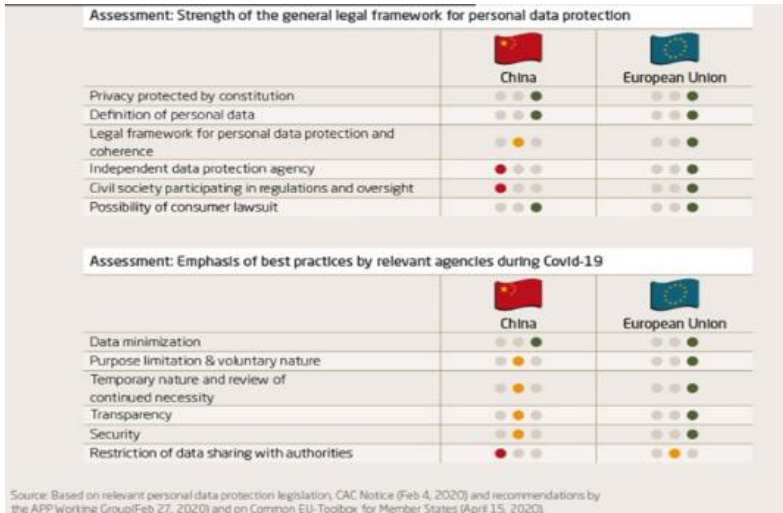 Assessment: Strength of the general legal framework for personal data protection
China European Union
Privacy protected by constitution
Definition of personal data
Legal framework for personal data protection and
coherence
Independent data protection agency
Civil society participating in regulations and oversight
Possibility of consumer lawsuit
Assessment: Emphasis of best practices by relevant agencies during Covid-19
China European Union
Data minimization
Purpose limitation & voluntary nature
Temporary nature and review of
continued necessity
Transparency
Security
Restriction of data sharing with authorities
Source: Based on relevant personal data protection legislation, CAC Notice (Feb 4, 2020) and recommendations by
the APP Working Group(Feb 27, 2020) and on Common EU-Toolbox for Member States (April 15, 2020).